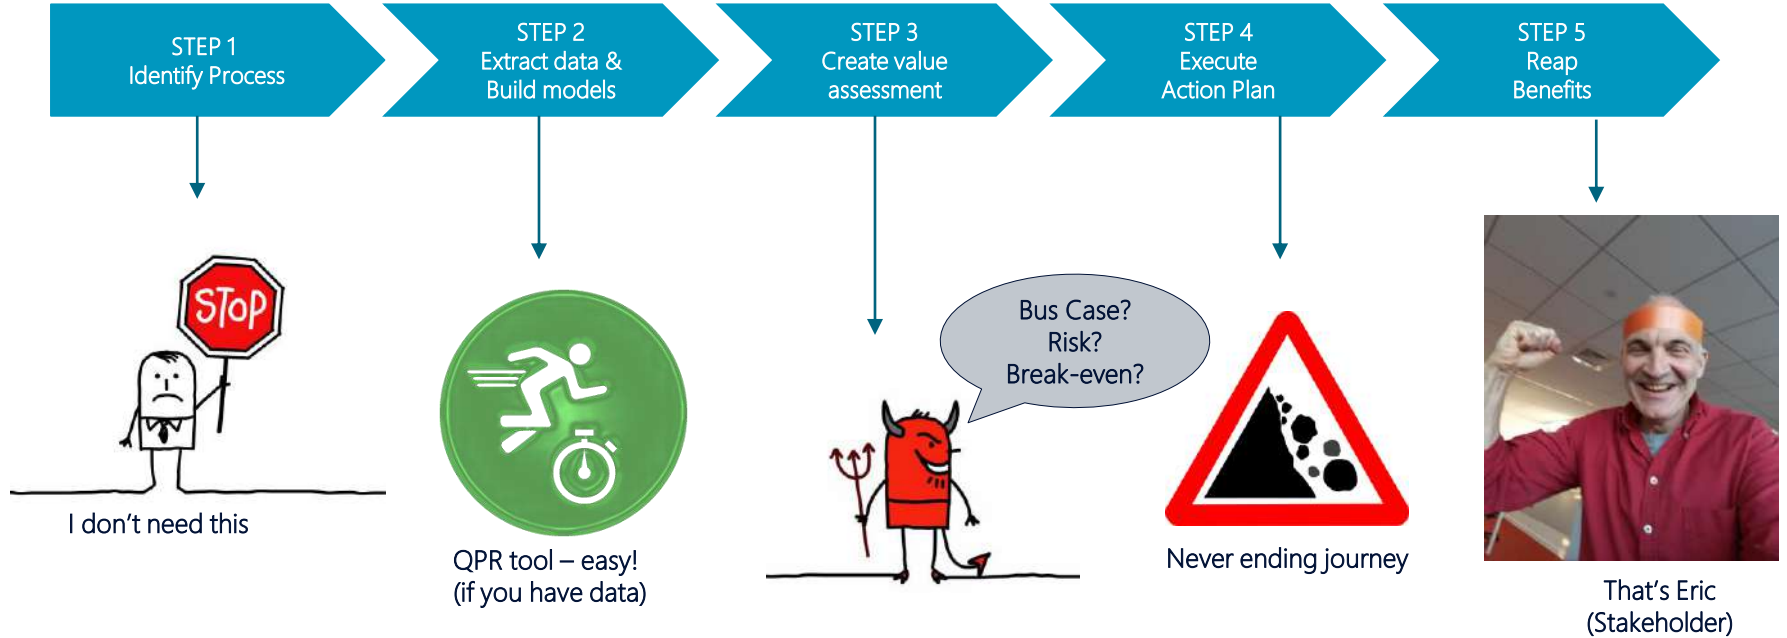 STEP 1
Identify Process
STEP 2
Extract data &
Build models
STEP 3
Create value
assessment
STEP 4
Execute
Action Plan
STEP 5
Reap
Benefits
STOP
I don't need this
QPR tool – easy!
(if you have data)
Bus Case?
Risk?
Break-even?
Never ending journey
That's Eric
(Stakeholder)